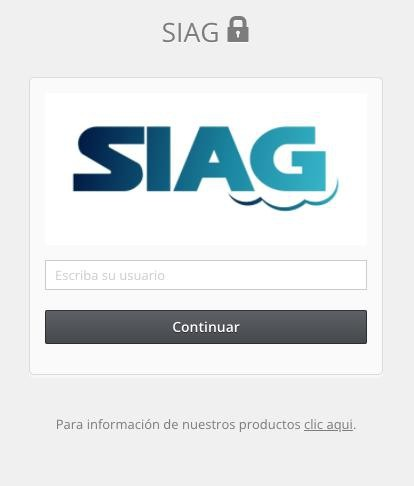 SIAG
SIAG
Escriba su usuario
Continuar
Para información de nuestros productos clic aqui.